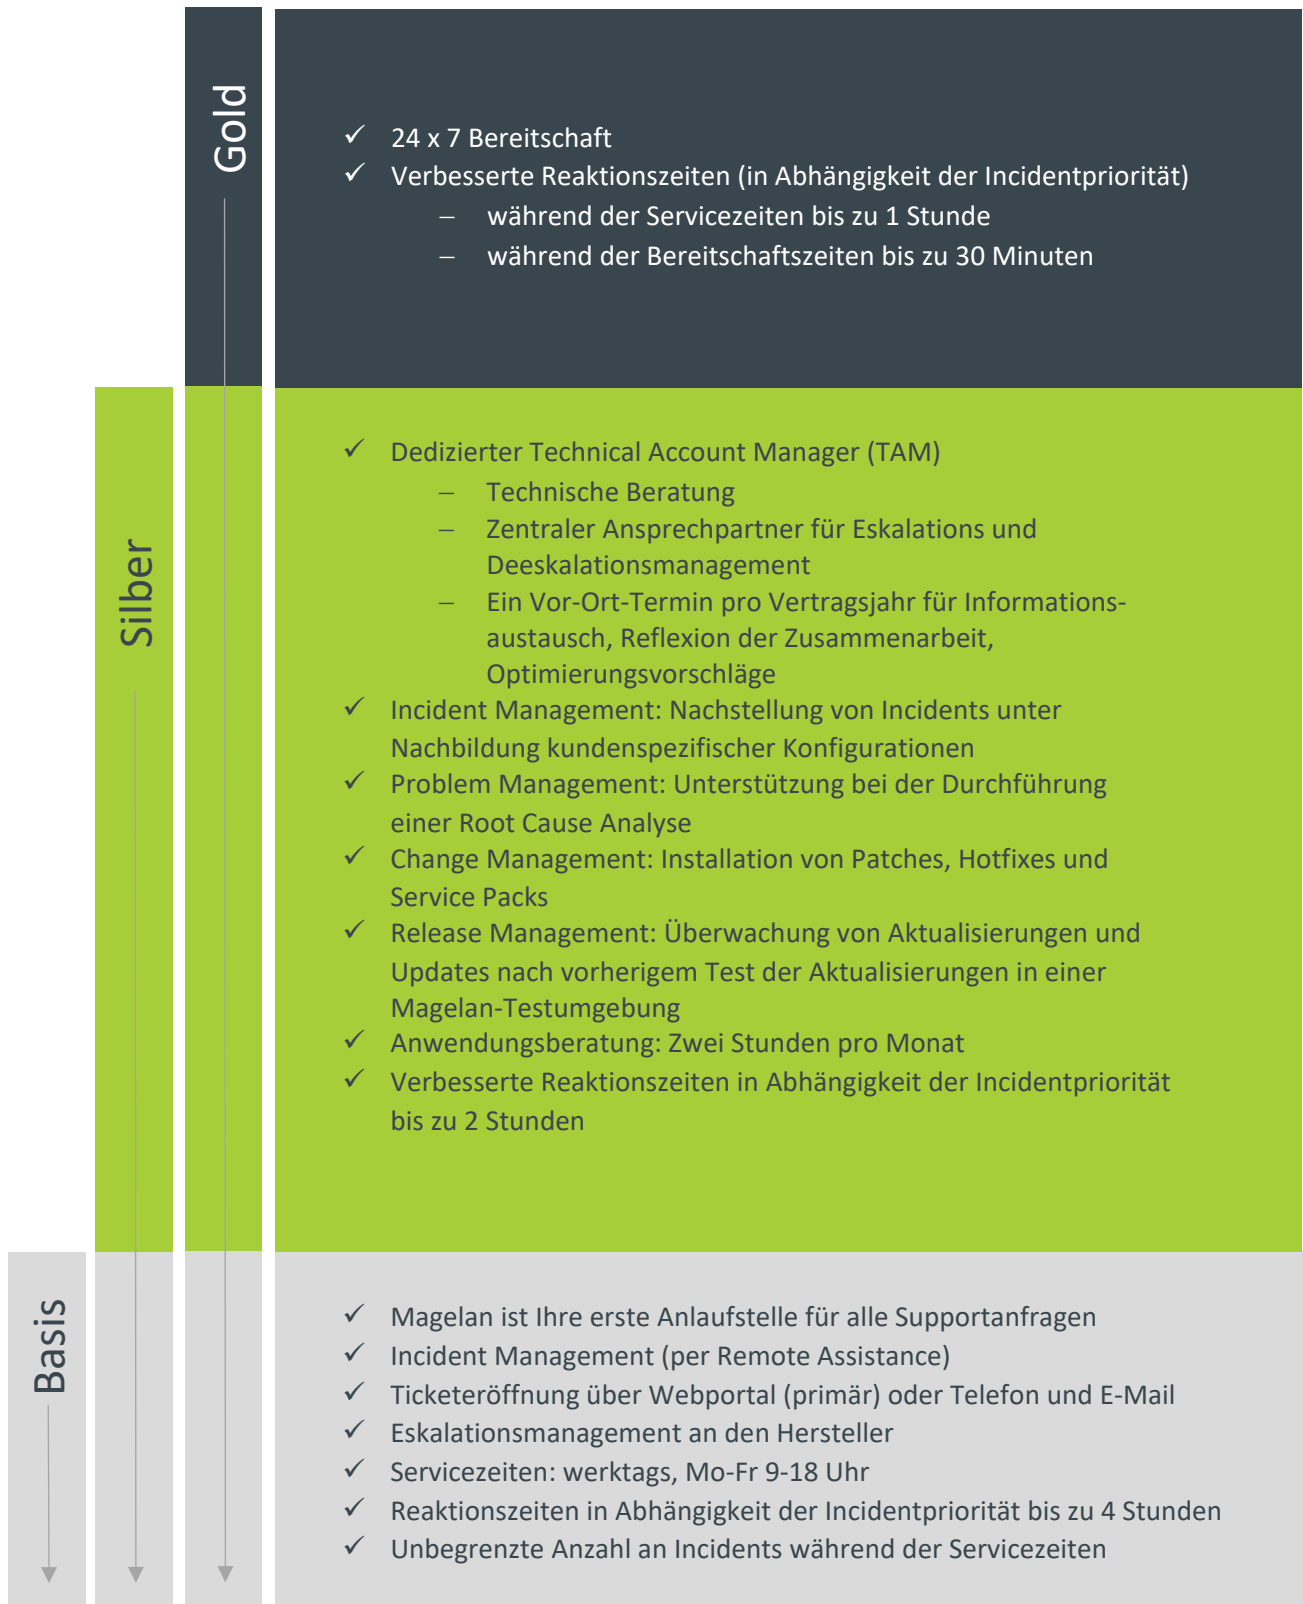 Gold
✓ 24 x 7 Bereitschaft
✓ Verbesserte Reaktionszeiten (in Abhängigkeit der Incidentpriorität)
– während der Servicezeiten bis zu 1 Stunde
– während der Bereitschaftszeiten bis zu 30 Minuten
Silber
✓ Dedizierter Technical Account Manager (TAM)
– Technische Beratung
– Zentraler Ansprechpartner für Eskalations und
Deeskalationsmanagement
– Ein Vor-Ort-Termin pro Vertragsjahr für Informations-
austausch, Reflexion der Zusammenarbeit,
Optimierungsvorschläge
✓ Incident Management: Nachstellung von Incidents unter
Nachbildung kundenspezifischer Konfigurationen
✓ Problem Management: Unterstützung bei der Durchführung
einer Root Cause Analyse
✓ Change Management: Installation von Patches, Hotfixes und
Service Packs
✓ Release Management: Überwachung von Aktualisierungen und
Updates nach vorherigem Test der Aktualisierungen in einer
Magelan-Testumgebung
✓ Anwendungsberatung: Zwei Stunden pro Monat
✓ Verbesserte Reaktionszeiten in Abhängigkeit der Incidentpriorität
bis zu 2 Stunden
Basis
✓ Magelan ist Ihre erste Anlaufstelle für alle Supportanfragen
✓ Incident Management (per Remote Assistance)
✓ Ticketeröffnung über Webportal (primär) oder Telefon und E-Mail
✓ Eskalationsmanagement an den Hersteller
✓ Servicezeiten: werktags, Mo-Fr 9-18 Uhr
✓ Reaktionszeiten in Abhängigkeit der Incidentpriorität bis zu 4 Stunden
✓ Unbegrenzte Anzahl an Incidents während der Servicezeiten